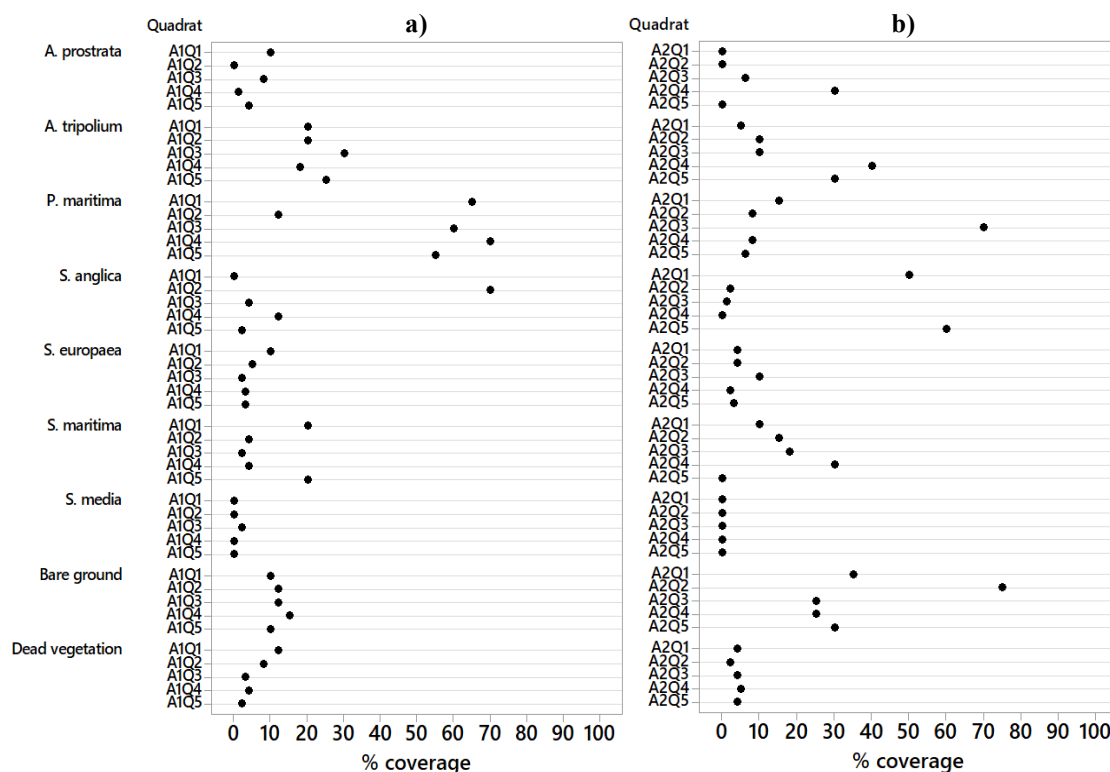 Quadrat a)
A. prostrata A1Q1
A1Q2
A1Q3
A1Q4
A1Q5
A. tripolium A1Q1
A1Q2
A1Q3
A1Q4
A1Q5
P. maritima A1Q1
A1Q2
A1Q3
A1Q4
A1Q5
S. anglica A1Q1
A1Q2
A1Q3
A1Q4
A1Q5
S. europaea A1Q1
A1Q2
A1Q3
A1Q4
A1Q5
S. maritima A1Q1
A1Q2
A1Q3
A1Q4
A1Q5
S. media A1Q1
A1Q2
A1Q3
A1Q4
A1Q5
Bare ground A1Q1
A1Q2
A1Q3
A1Q4
A1Q5
Dead vegetation A1Q1
A1Q2
A1Q3
A1Q4
A1Q5
0 10 20 30 40 50 60 70 80 90 100
% coverage
Quadrat b)
A2Q1
A2Q2
A2Q3
A2Q4
A2Q5
A2Q1
A2Q2
A2Q3
A2Q4
A2Q5
A2Q1
A2Q2
A2Q3
A2Q4
A2Q5
A2Q1
A2Q2
A2Q3
A2Q4
A2Q5
A2Q1
A2Q2
A2Q3
A2Q4
A2Q5
A2Q1
A2Q2
A2Q3
A2Q4
A2Q5
A2Q1
A2Q2
A2Q3
A2Q4
A2Q5
A2Q1
A2Q2
A2Q3
A2Q4
A2Q5
A2Q1
A2Q2
A2Q3
A2Q4
A2Q5
0 10 20 30 40 50 60 70 80 90 100
% coverage